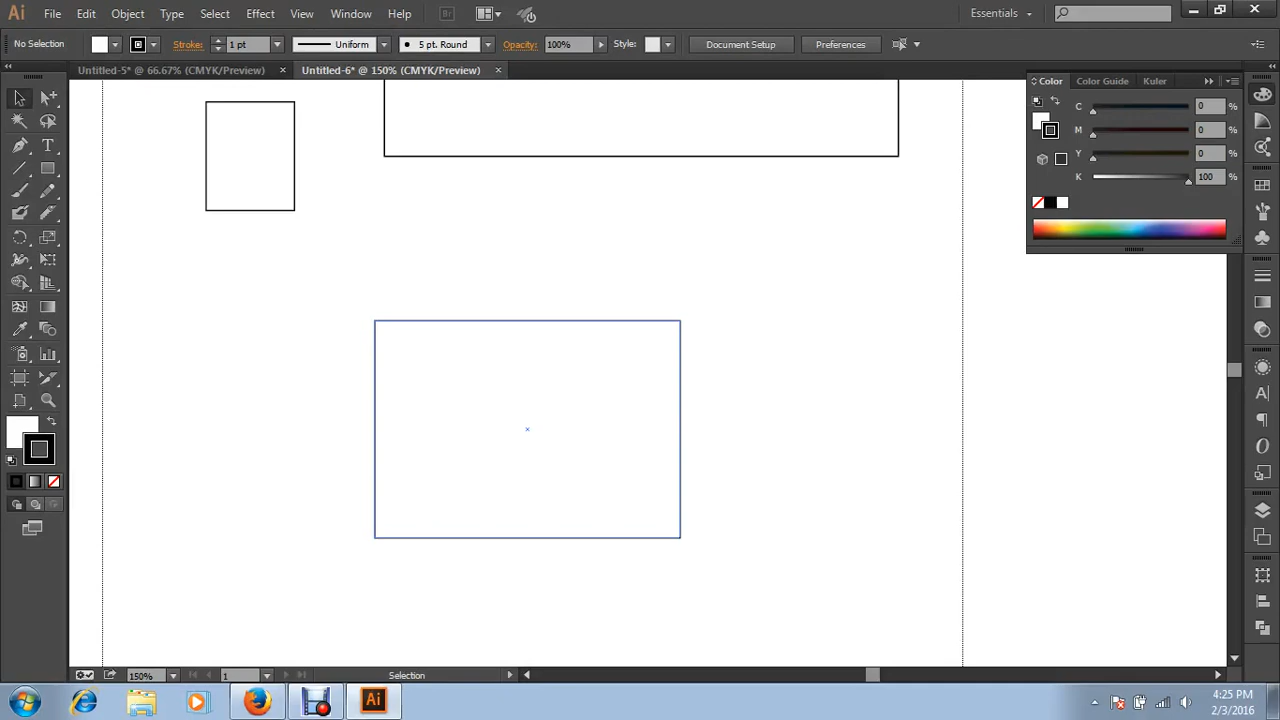 Ai File Edit Object Type Select Effect View Window Help Br Essentials
No Selection Stroke: 1 pt Uniform 5 pt. Round Opacity: 100% Style: Document Setup Preferences
Untitled-5* @ 66.67% (CMYK/Preview) × Untitled-6* @ 150% (CMYK/Preview) ×
Color Color Guide Kuler
C 0 %
M 0 %
Y 0 %
K 100 %
150% 1 Selection
Ai
4:25 PM
2/3/2016